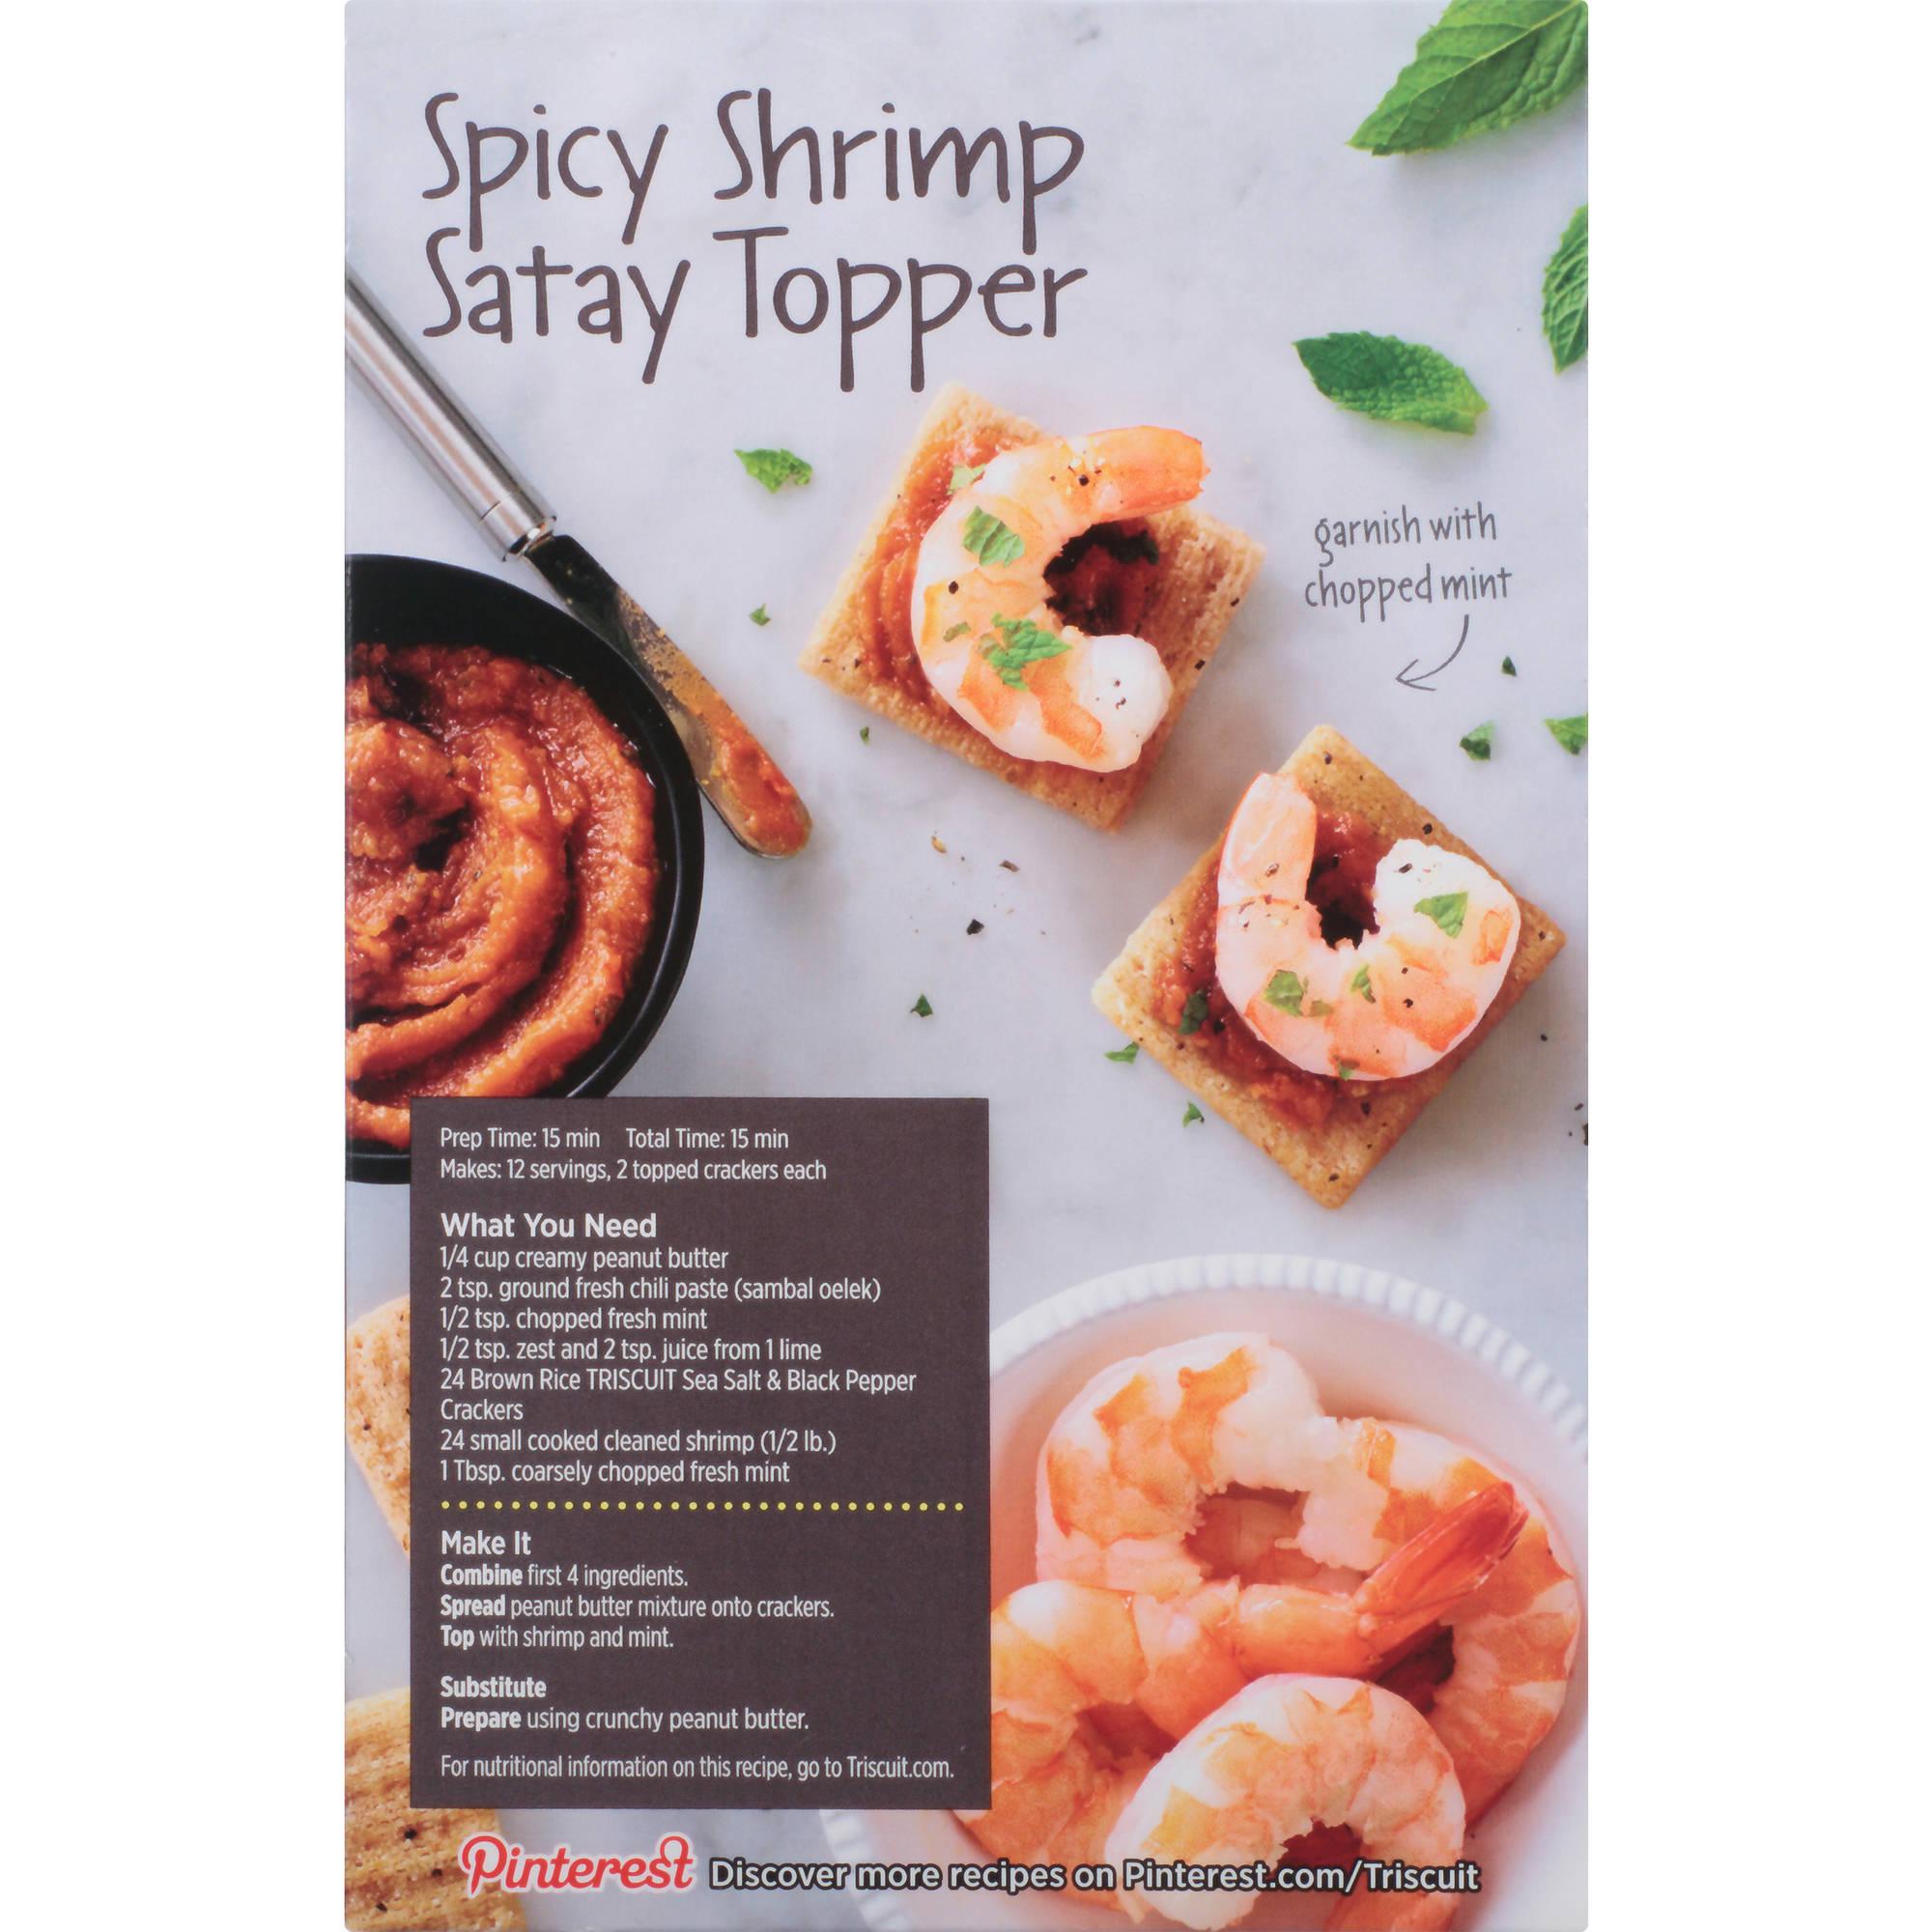 Spicy Shrimp
Satay Topper
garnish with
chopped mint
Prep Time: 15 min Total Time: 15 min
Makes: 12 servings, 2 topped crackers each
What You Need
1/4 cup creamy peanut butter
2 tsp. ground fresh chili paste (sambal oelek)
1/2 tsp. chopped fresh mint
1/2 tsp. zest and 2 tsp. juice from 1 lime
24 Brown Rice TRISCUIT Sea Salt & Black Pepper
Crackers
24 small cooked cleaned shrimp (1/2 lb.)
1 Tbsp. coarsely chopped fresh mint
Make It
Combine first 4 ingredients.
Spread peanut butter mixture onto crackers.
Top with shrimp and mint.
Substitute
Prepare using crunchy peanut butter.
For nutritional information on this recipe, go to Triscuit.com.
Pinterest Discover more recipes on Pinterest.com/Triscuit